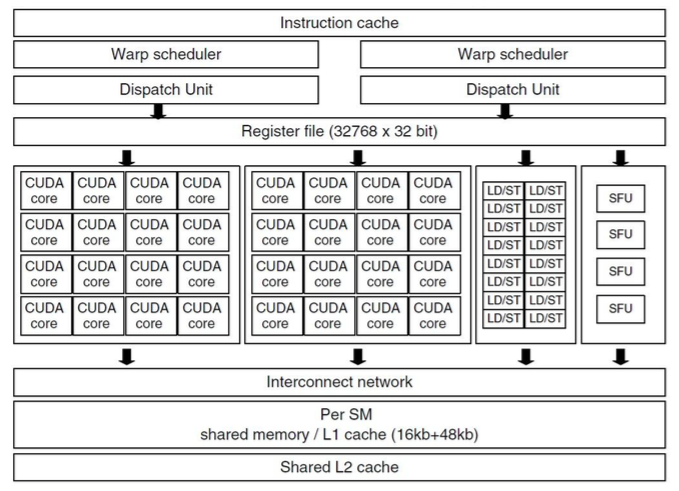 Instruction cache
Warp scheduler Warp scheduler
Dispatch Unit Dispatch Unit
Register file (32768 x 32 bit)
CUDA CUDA CUDA CUDA CUDA CUDA CUDA CUDA
core core core core core core core core
CUDA CUDA CUDA CUDA CUDA CUDA CUDA CUDA
core core core core core core core core
CUDA CUDA CUDA CUDA CUDA CUDA CUDA CUDA
core core core core core core core core
CUDA CUDA CUDA CUDA CUDA CUDA CUDA CUDA
core core core core core core core core
LD/ST LD/ST
LD/ST LD/ST
LD/ST LD/ST
LD/ST LD/ST
LD/ST LD/ST
LD/ST LD/ST
LD/ST LD/ST
LD/ST LD/ST
SFU
SFU
SFU
SFU
Interconnect network
Per SM
shared memory / L1 cache (16kb+48kb)
Shared L2 cache